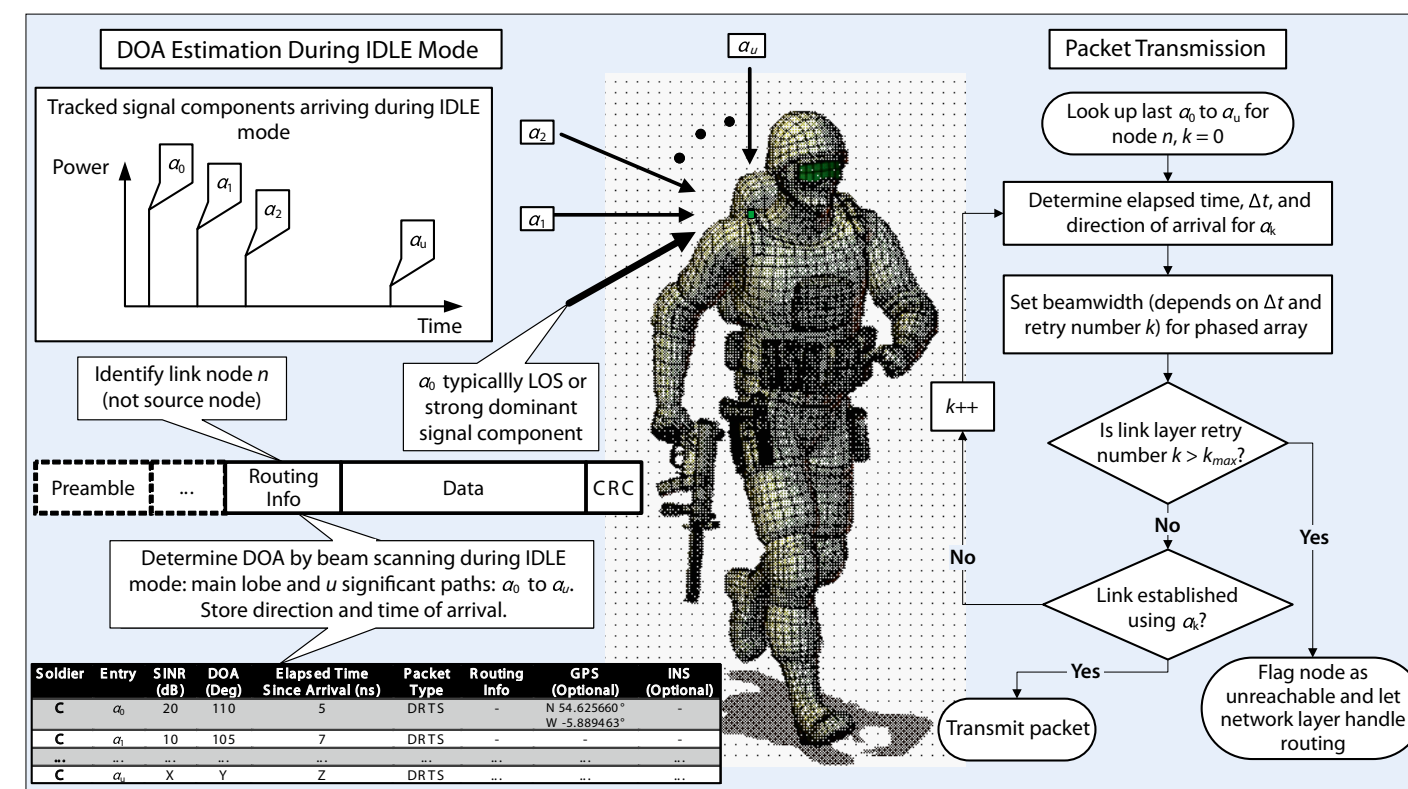 DOA Estimation During IDLE Mode
Tracked signal components arriving during IDLE
mode
Power
α0
α1
α2
αu
Time
Identify link node n
(not source node)
αu
α2
α1
α0 typicallly LOS or
strong dominant
signal component
Preamble
...
Routing
Info
Data
CRC
Determine DOA by beam scanning during IDLE
mode: main lobe and u significant paths: α0 to αu.
Store direction and time of arrival.
Soldier Entry SINR (dB) DOA (Deg) Elapsed Time Since Arrival (ns) Packet Type Routing Info GPS (Optional) INS (Optional)
C α0 20 110 5 DRTS - N 54.625660° -
W -5.889463°
C α1 10 105 7 DRTS - - -
... ... ... ... ... ... ... ... ...
C αu X Y Z DRTS ... ... ...
Packet Transmission
Look up last α0 to αu for
node n, k = 0
Determine elapsed time, Δt, and
direction of arrival for αk
Set beamwidth (depends on Δt and
retry number k) for phased array
k++
Is link layer retry
number k > kmax?
No
Yes
No
Link established
using αk?
Yes
Transmit packet
Flag node as
unreachable and let
network layer handle
routing